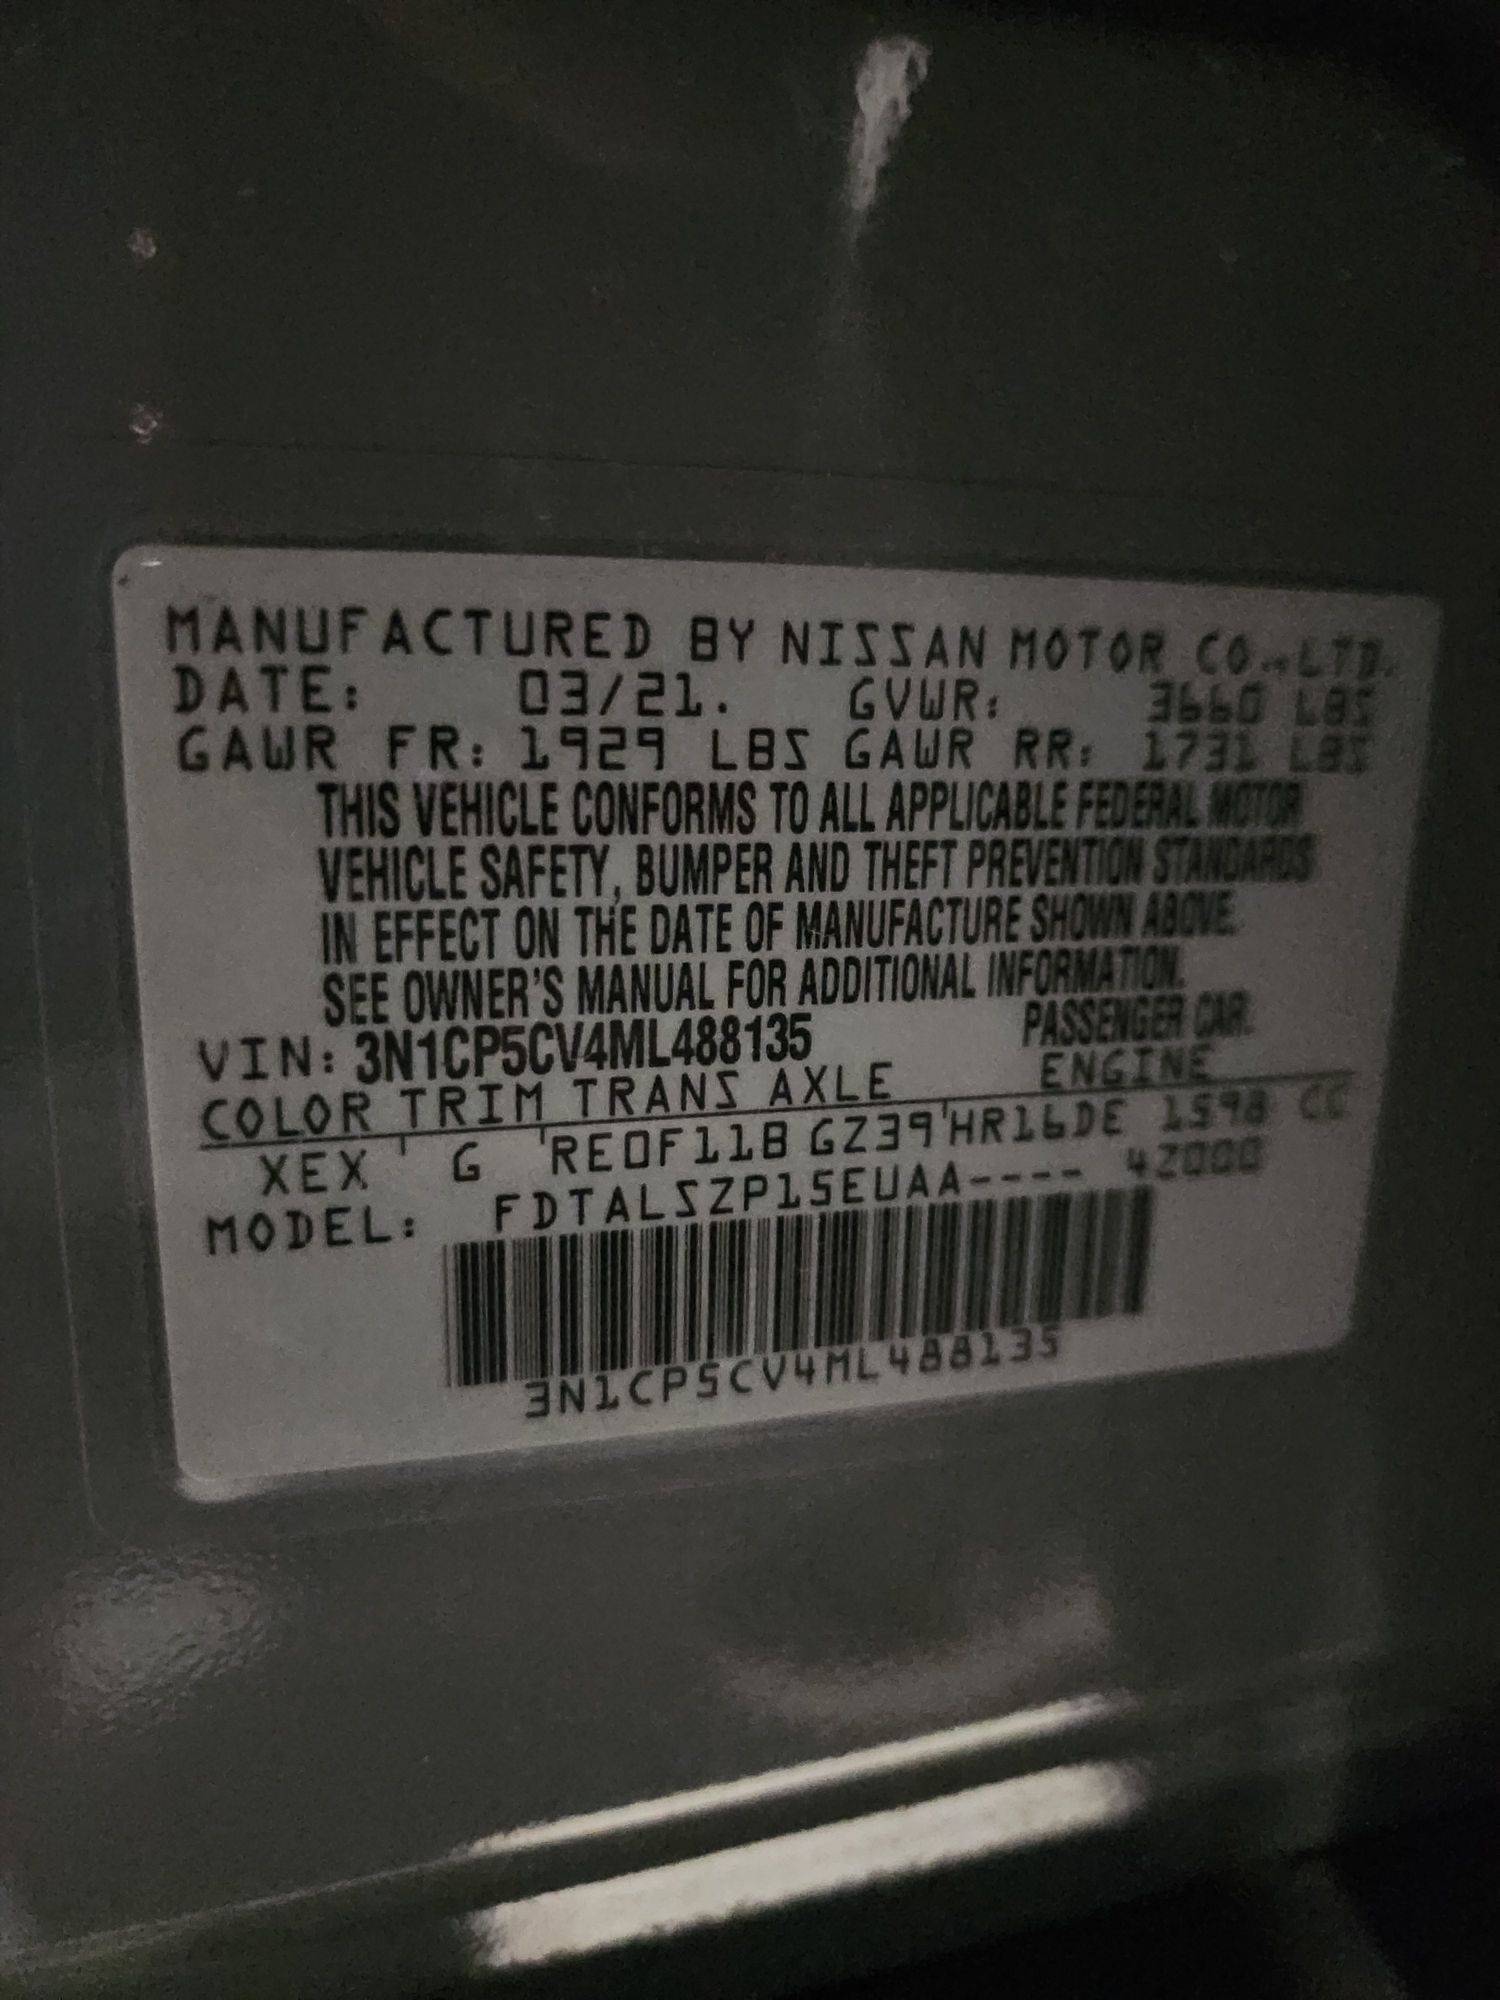 MANUFACTURED BY NISSAN MOTOR CO.,LTD.
DATE: 03/21. GVWR: 3660 LBS
GAWR FR: 1929 LBS GAWR RR: 1731 LBS
THIS VEHICLE CONFORMS TO ALL APPLICABLE FEDERAL MOTOR
VEHICLE SAFETY, BUMPER AND THEFT PREVENTION STANDARDS
IN EFFECT ON THE DATE OF MANUFACTURE SHOWN ABOVE.
SEE OWNER'S MANUAL FOR ADDITIONAL INFORMATION.
VIN: 3N1CP5CV4ML488135 PASSENGER CAR.
COLOR TRIM TRANS AXLE ENGINE
XEX ' G 'RE0F11B GZ39'HR16DE 1598 CC
MODEL: FDTALSZP15EUAA---- 42000
3N1CP5CV4ML488135